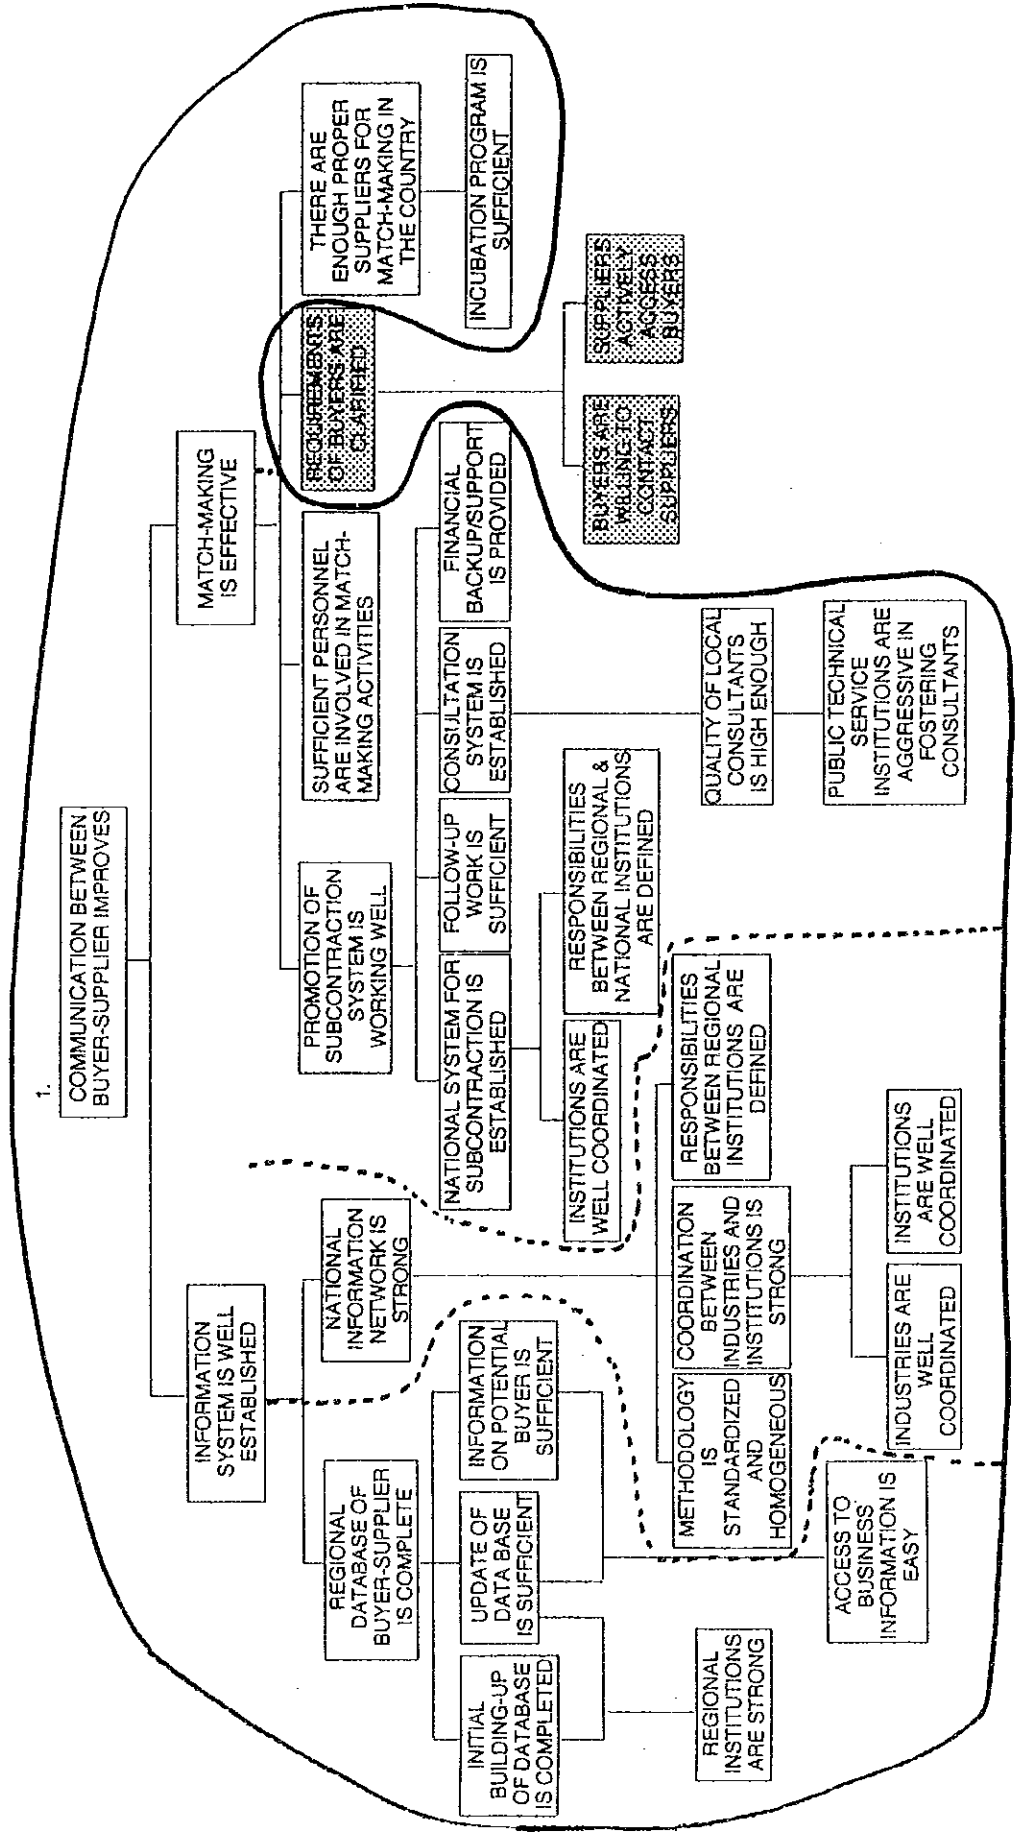 1.
COMMUNICATION BETWEEN
BUYER-SUPPLIER IMPROVES
INFORMATION
SYSTEM IS WELL
ESTABLISHED
MATCH-MAKING
IS EFFECTIVE
REGIONAL
DATABASE OF
BUYER-SUPPLIER
IS COMPLETE
NATIONAL
INFORMATION
NETWORK IS
STRONG
PROMOTION OF
SUBCONTRACTION
SYSTEM IS
WORKING WELL
SUFFICIENT PERSONNEL
ARE INVOLVED IN MATCH-
MAKING ACTIVITIES
REQUIREMENTS
OF BUYERS ARE
CLARIFIED
THERE ARE
ENOUGH PROPER
SUPPLIERS FOR
MATCH-MAKING IN
THE COUNTRY
INITIAL
BUILDING-UP
OF DATABASE
IS COMPLETED
UPDATE OF
DATA BASE
IS SUFFICIENT
INFORMATION
ON POTENTIAL
BUYER IS
SUFFICIENT
NATIONAL SYSTEM FOR
SUBCONTRACTION IS
ESTABLISHED
FOLLOW-UP
WORK IS
SUFFICIENT
CONSULTATION
SYSTEM IS
ESTABLISHED
FINANCIAL
BACKUP/SUPPORT
IS PROVIDED
INCUBATION PROGRAM IS
SUFFICIENT
INSTITUTIONS ARE
WELL COORDINATED
RESPONSIBILITIES
BETWEEN REGIONAL &
NATIONAL INSTITUTIONS
ARE DEFINED
BUYERS ARE
WILLING TO
CONTACT
SUPPLIERS
SUPPLIERS
ACTIVELY
ACCESS
BUYERS
REGIONAL
INSTITUTIONS
ARE STRONG
METHODOLOGY
IS
STANDARDIZED
AND
HOMOGENEOUS
COORDINATION
BETWEEN
INDUSTRIES AND
INSTITUTIONS IS
STRONG
RESPONSIBILITIES
BETWEEN REGIONAL
INSTITUTIONS ARE
DEFINED
QUALITY OF LOCAL
CONSULTANTS
IS HIGH ENOUGH
ACCESS TO
BUSINESS
INFORMATION IS
EASY
INDUSTRIES ARE
WELL
COORDINATED
INSTITUTIONS
ARE WELL
COORDINATED
PUBLIC TECHNICAL
SERVICE
INSTITUTIONS ARE
AGGRESSIVE IN
FOSTERING
CONSULTANTS